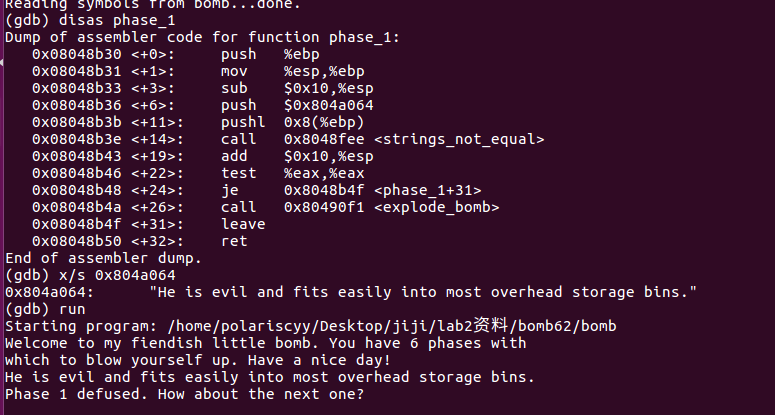 Reading symbols from bomb...done.
(gdb) disas phase_1
Dump of assembler code for function phase_1:
   0x08048b30 <+0>:     push   %ebp
   0x08048b31 <+1>:     mov    %esp,%ebp
   0x08048b33 <+3>:     sub    $0x10,%esp
   0x08048b36 <+6>:     push   $0x804a064
   0x08048b3b <+11>:    pushl  0x8(%ebp)
   0x08048b3e <+14>:    call   0x8048fee <strings_not_equal>
   0x08048b43 <+19>:    add    $0x10,%esp
   0x08048b46 <+22>:    test   %eax,%eax
   0x08048b48 <+24>:    je     0x8048b4f <phase_1+31>
   0x08048b4a <+26>:    call   0x80490f1 <explode_bomb>
   0x08048b4f <+31>:    leave
   0x08048b50 <+32>:    ret
End of assembler dump.
(gdb) x/s 0x804a064
0x804a064:      "He is evil and fits easily into most overhead storage bins."
(gdb) run
Starting program: /home/polariscyy/Desktop/jiji/lab2资料/bomb62/bomb
Welcome to my fiendish little bomb. You have 6 phases with
which to blow yourself up. Have a nice day!
He is evil and fits easily into most overhead storage bins.
Phase 1 defused. How about the next one?